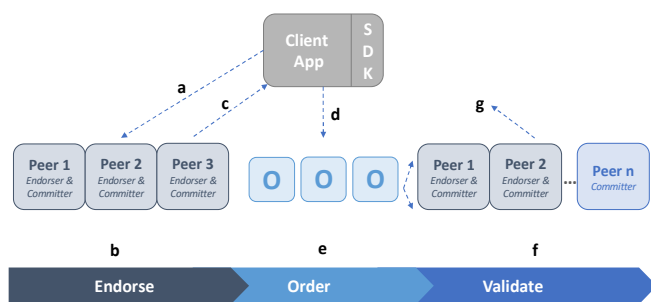 Client
App
S
D
K
a
c
d
g
Peer 1
Endorser &
Committer
Peer 2
Endorser &
Committer
Peer 3
Endorser &
Committer
O
O
O
Peer 1
Endorser &
Committer
Peer 2
Endorser &
Committer
...
Peer n
Committer
b
e
f
Endorse
Order
Validate